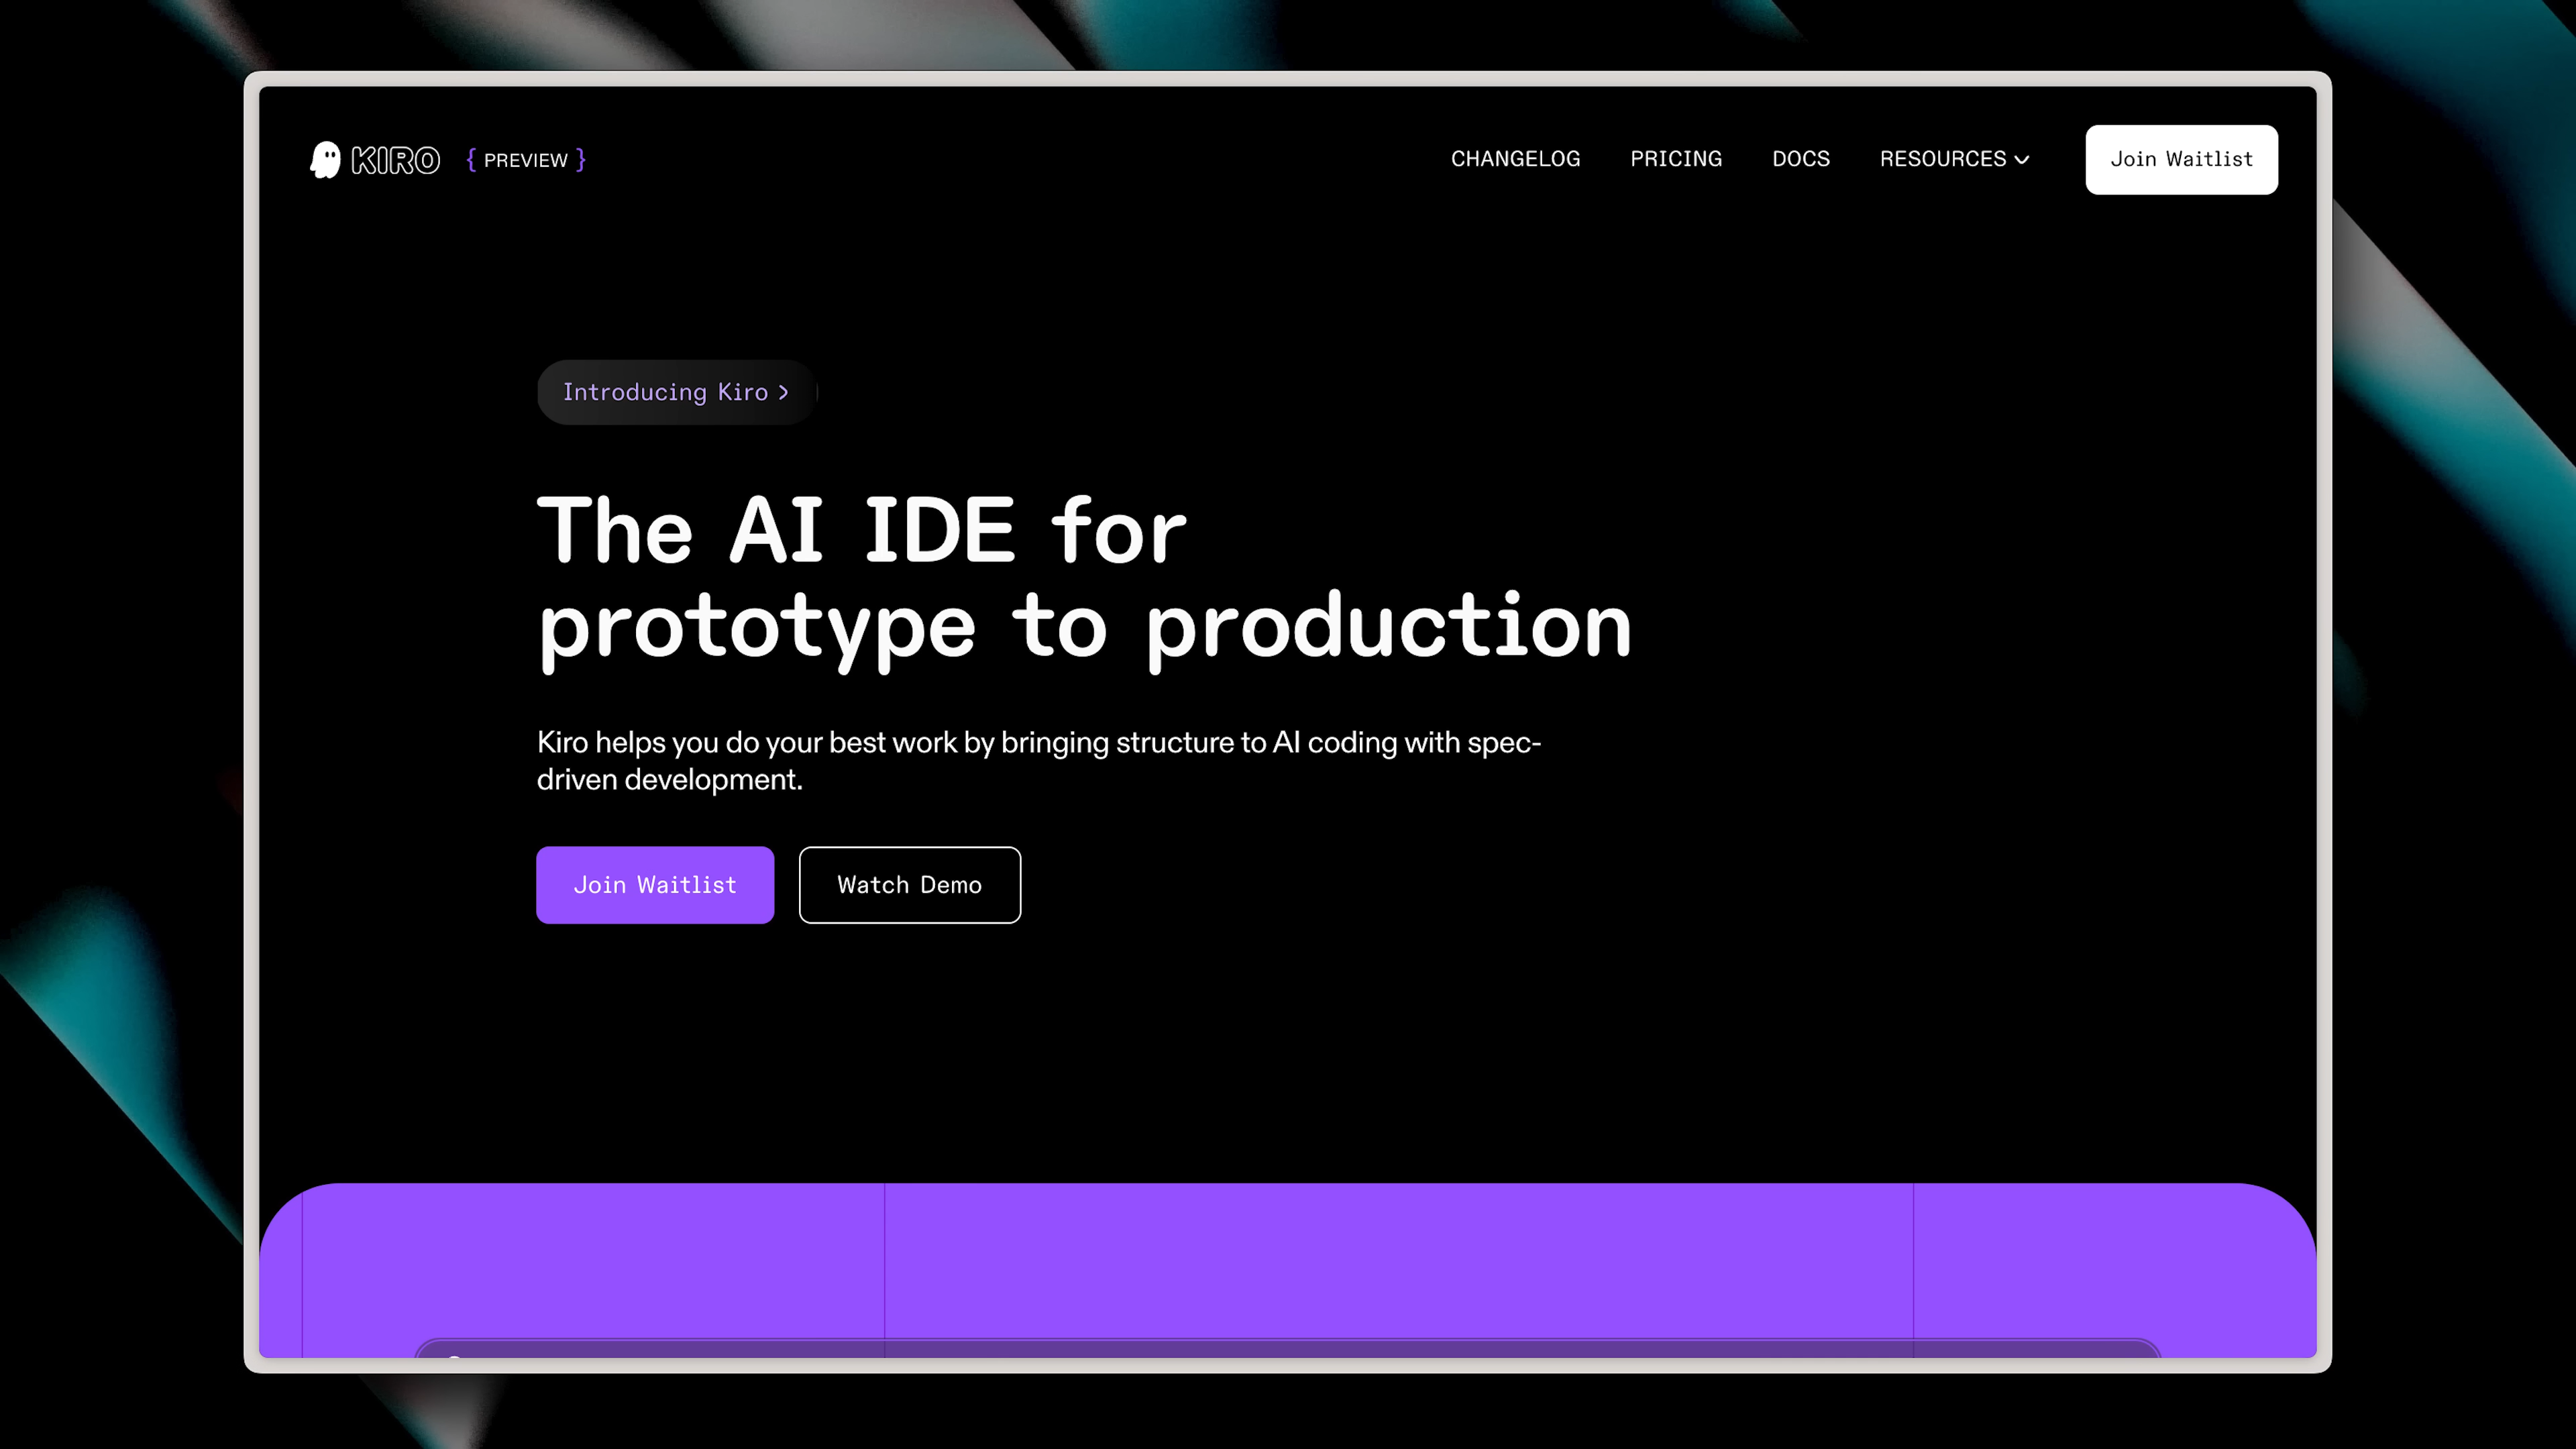 KIRO { PREVIEW } CHANGELOG PRICING DOCS RESOURCES Join Waitlist
Introducing Kiro >
The AI IDE for
prototype to production
Kiro helps you do your best work by bringing structure to AI coding with spec-
driven development.
Join Waitlist Watch Demo